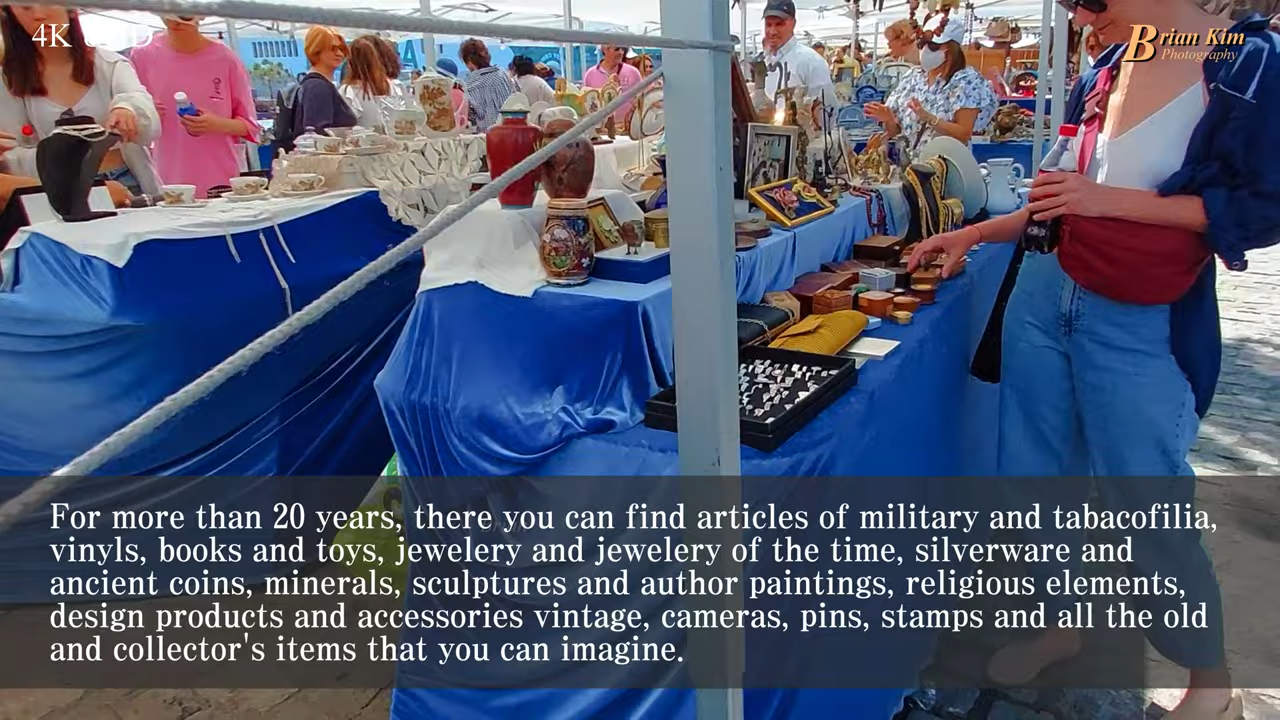 4K UHD
Brian Kim
Photography
For more than 20 years, there you can find articles of military and tabacofilia,
vinyls, books and toys, jewelery and jewelery of the time, silverware and
ancient coins, minerals, sculptures and author paintings, religious elements,
design products and accessories vintage, cameras, pins, stamps and all the old
and collector's items that you can imagine.